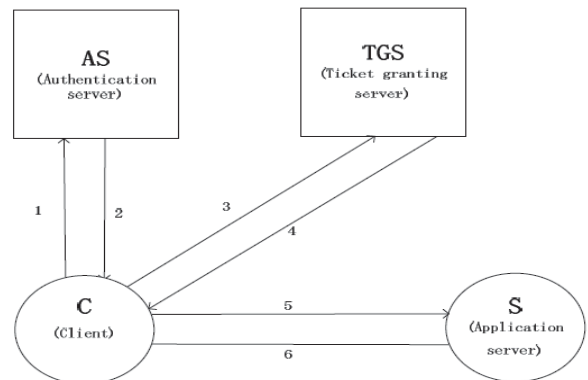 AS
(Authentication
server)
TGS
(Ticket granting
server)
1
2
3
4
C
(Client)
5
6
S
(Application
server)